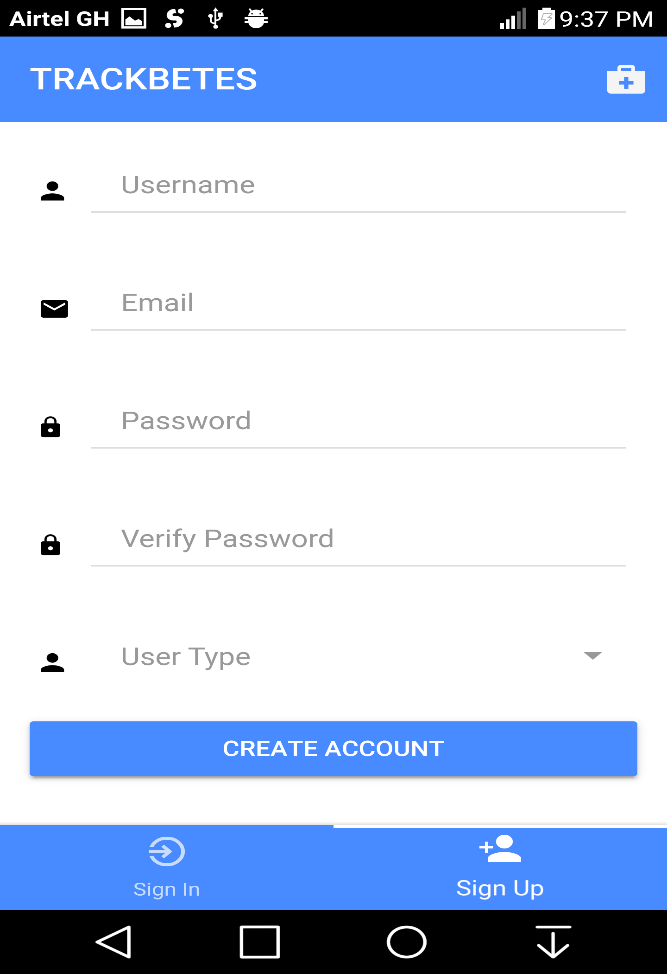 Airtel GH 9:37 PM
TRACKBETES
Username
Email
Password
Verify Password
User Type
CREATE ACCOUNT
Sign In Sign Up